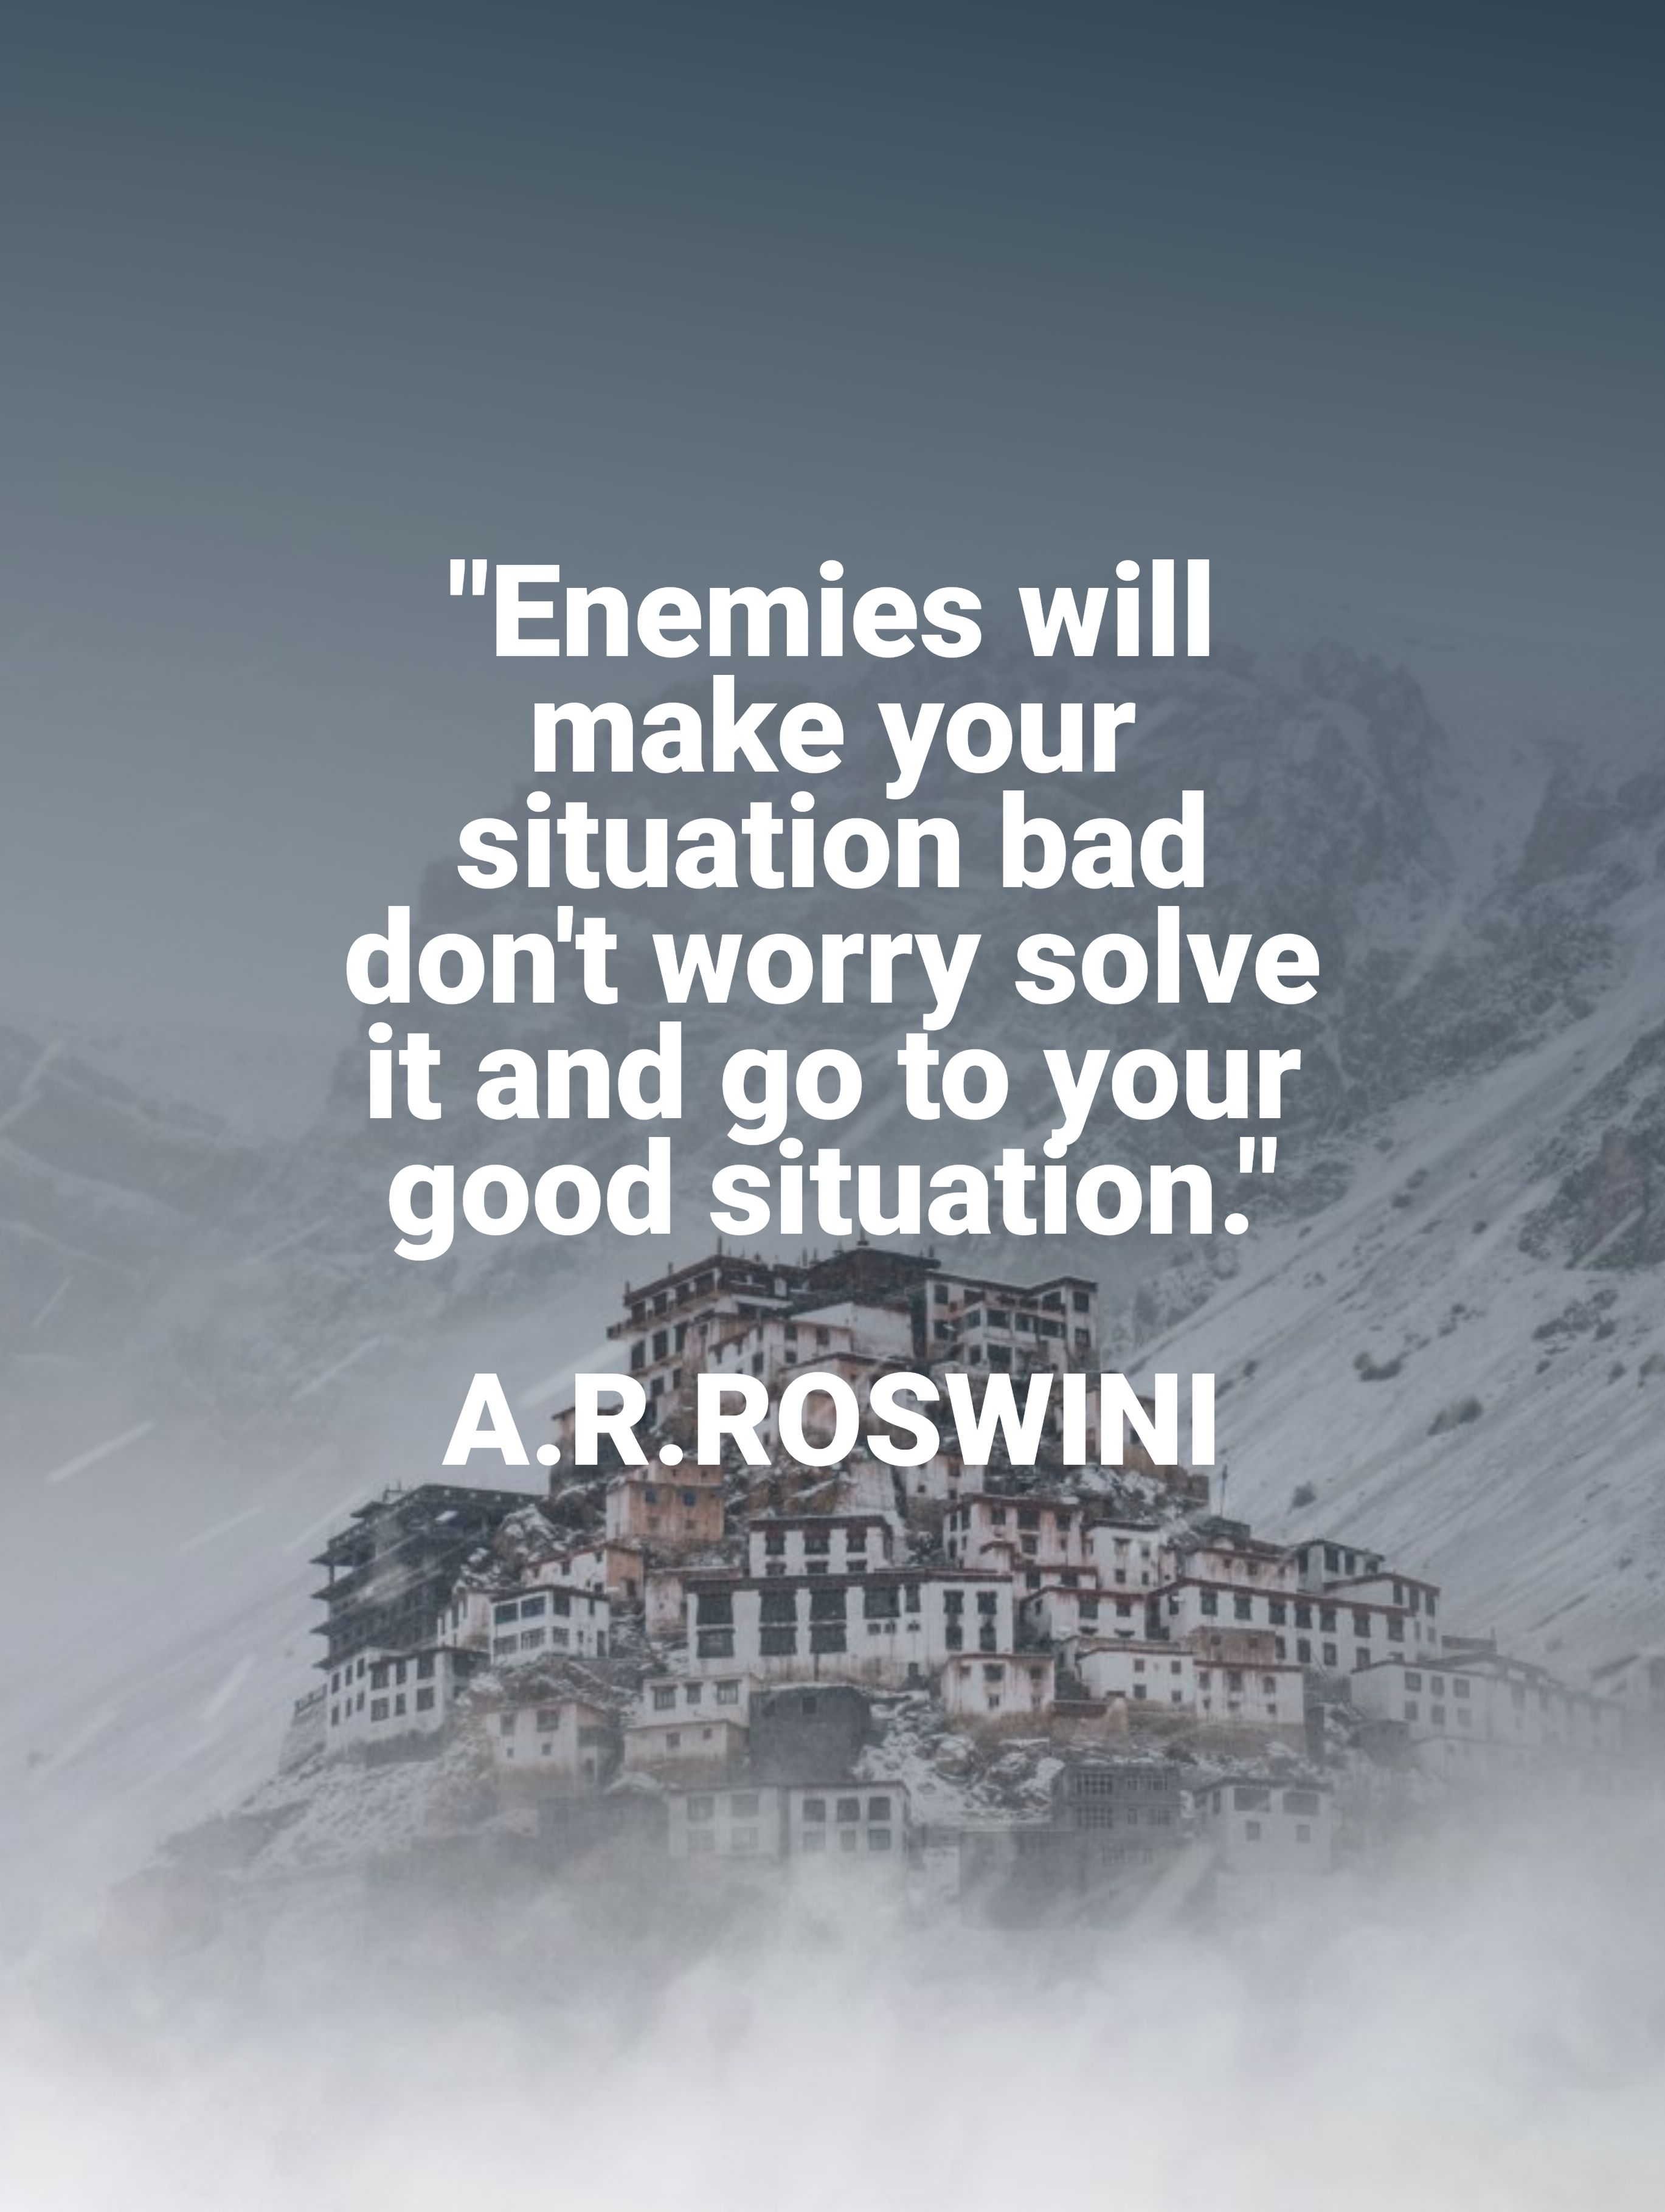 "Enemies will
make your
situation bad
don't worry solve
it and go to your
good situation."
A.R.ROSWINI